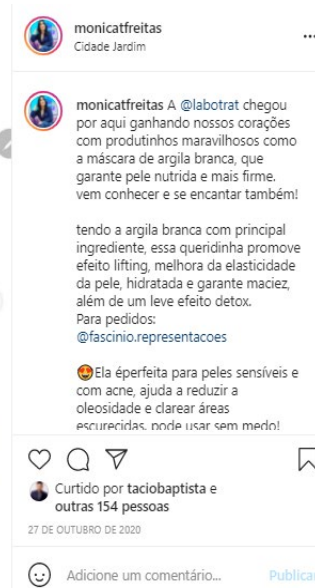 monicatfreitas
Cidade Jardim
monicatfreitas A @labotrat chegou
por aqui ganhando nossos corações
com produtinhos maravilhosos como
a máscara de argila branca, que
garante pele nutrida e mais firme.
vem conhecer e se encantar também!
tendo a argila branca com principal
ingrediente, essa queridinha promove
efeito lifting, melhora da elasticidade
da pele, hidratada e garante maciez,
além de um leve efeito detox.
Para pedidos:
@fascinio.representacoes
😍Ela éperfeita para peles sensíveis e
com acne, ajuda a reduzir a
oleosidade e clarear áreas
escurecidas. pode usar sem medo!
Curtido por taciobaptista e
outras 154 pessoas
27 DE OUTUBRO DE 2020
Adicione um comentário... Publicar